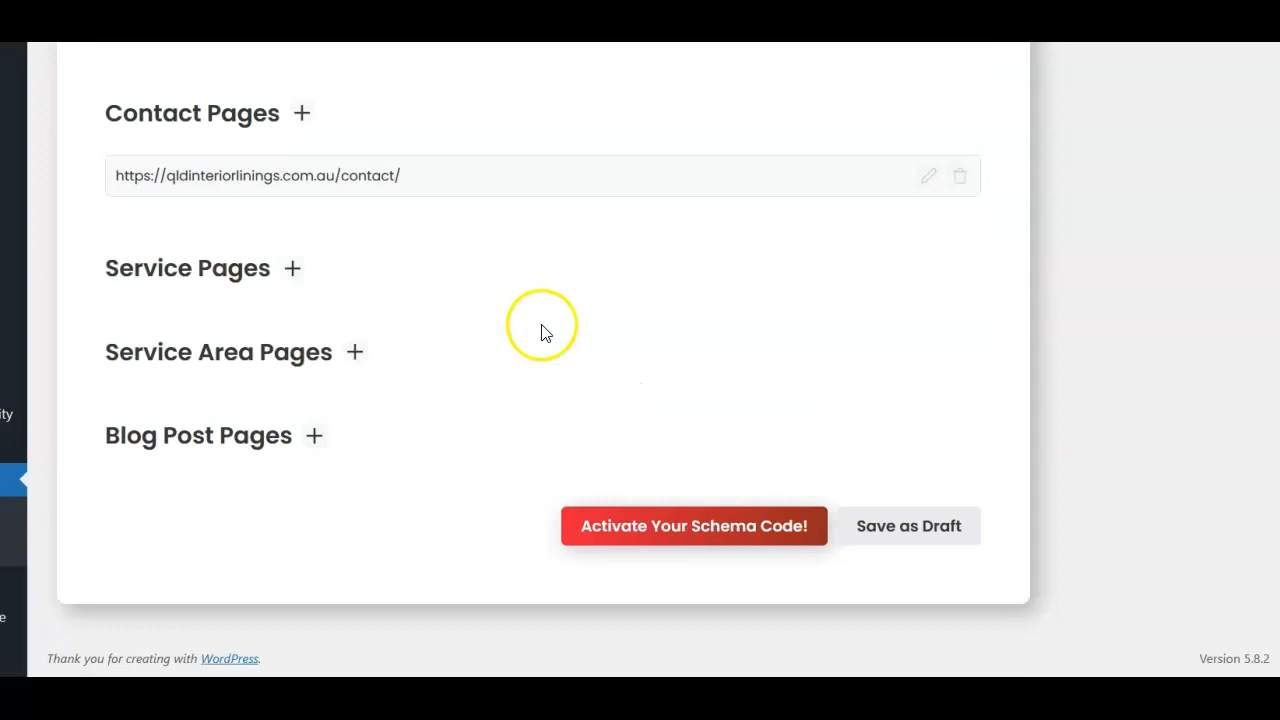 Contact Pages +
https://qldinteriorlinings.com.au/contact/
Service Pages +
Service Area Pages +
ity
Blog Post Pages +
Activate Your Schema Code! Save as Draft
e
Thank you for creating with WordPress. Version 5.8.2